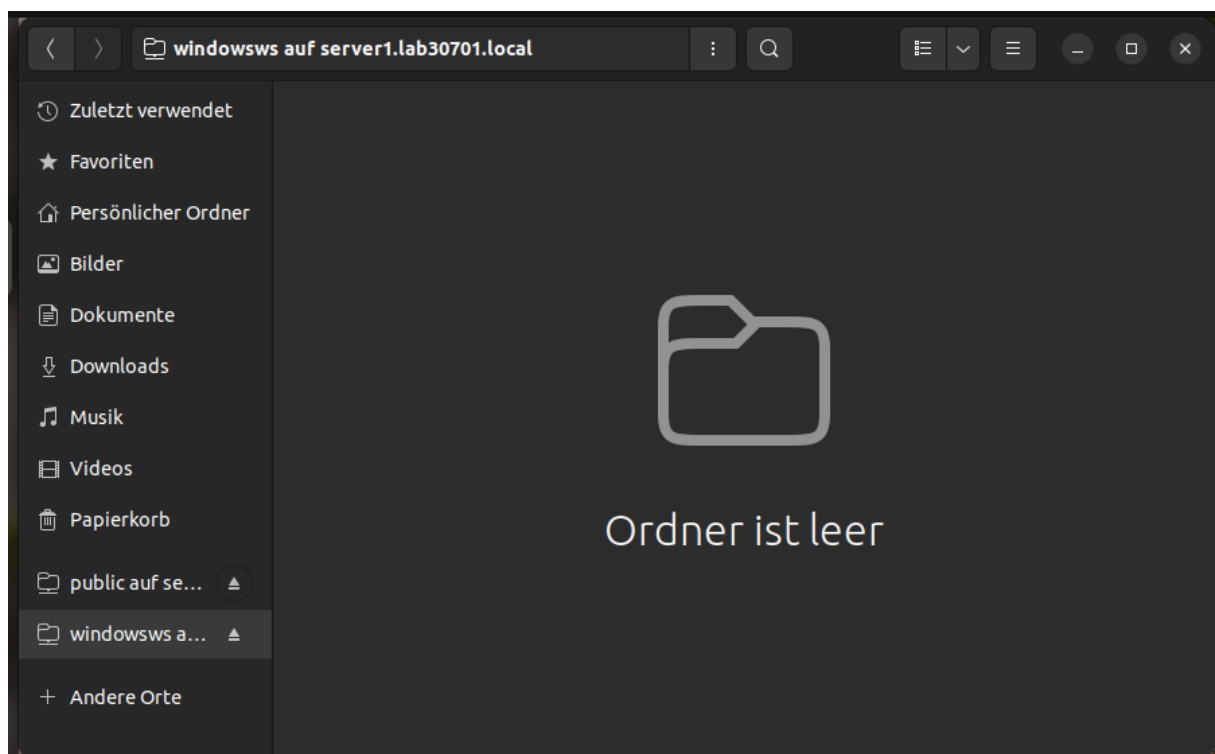 windowsws auf server1.lab30701.local
Zuletzt verwendet
Favoriten
Persönlicher Ordner
Bilder
Dokumente
Downloads
Musik
Videos
Papierkorb
public auf se...
windowsws a...
Andere Orte
Ordner ist leer